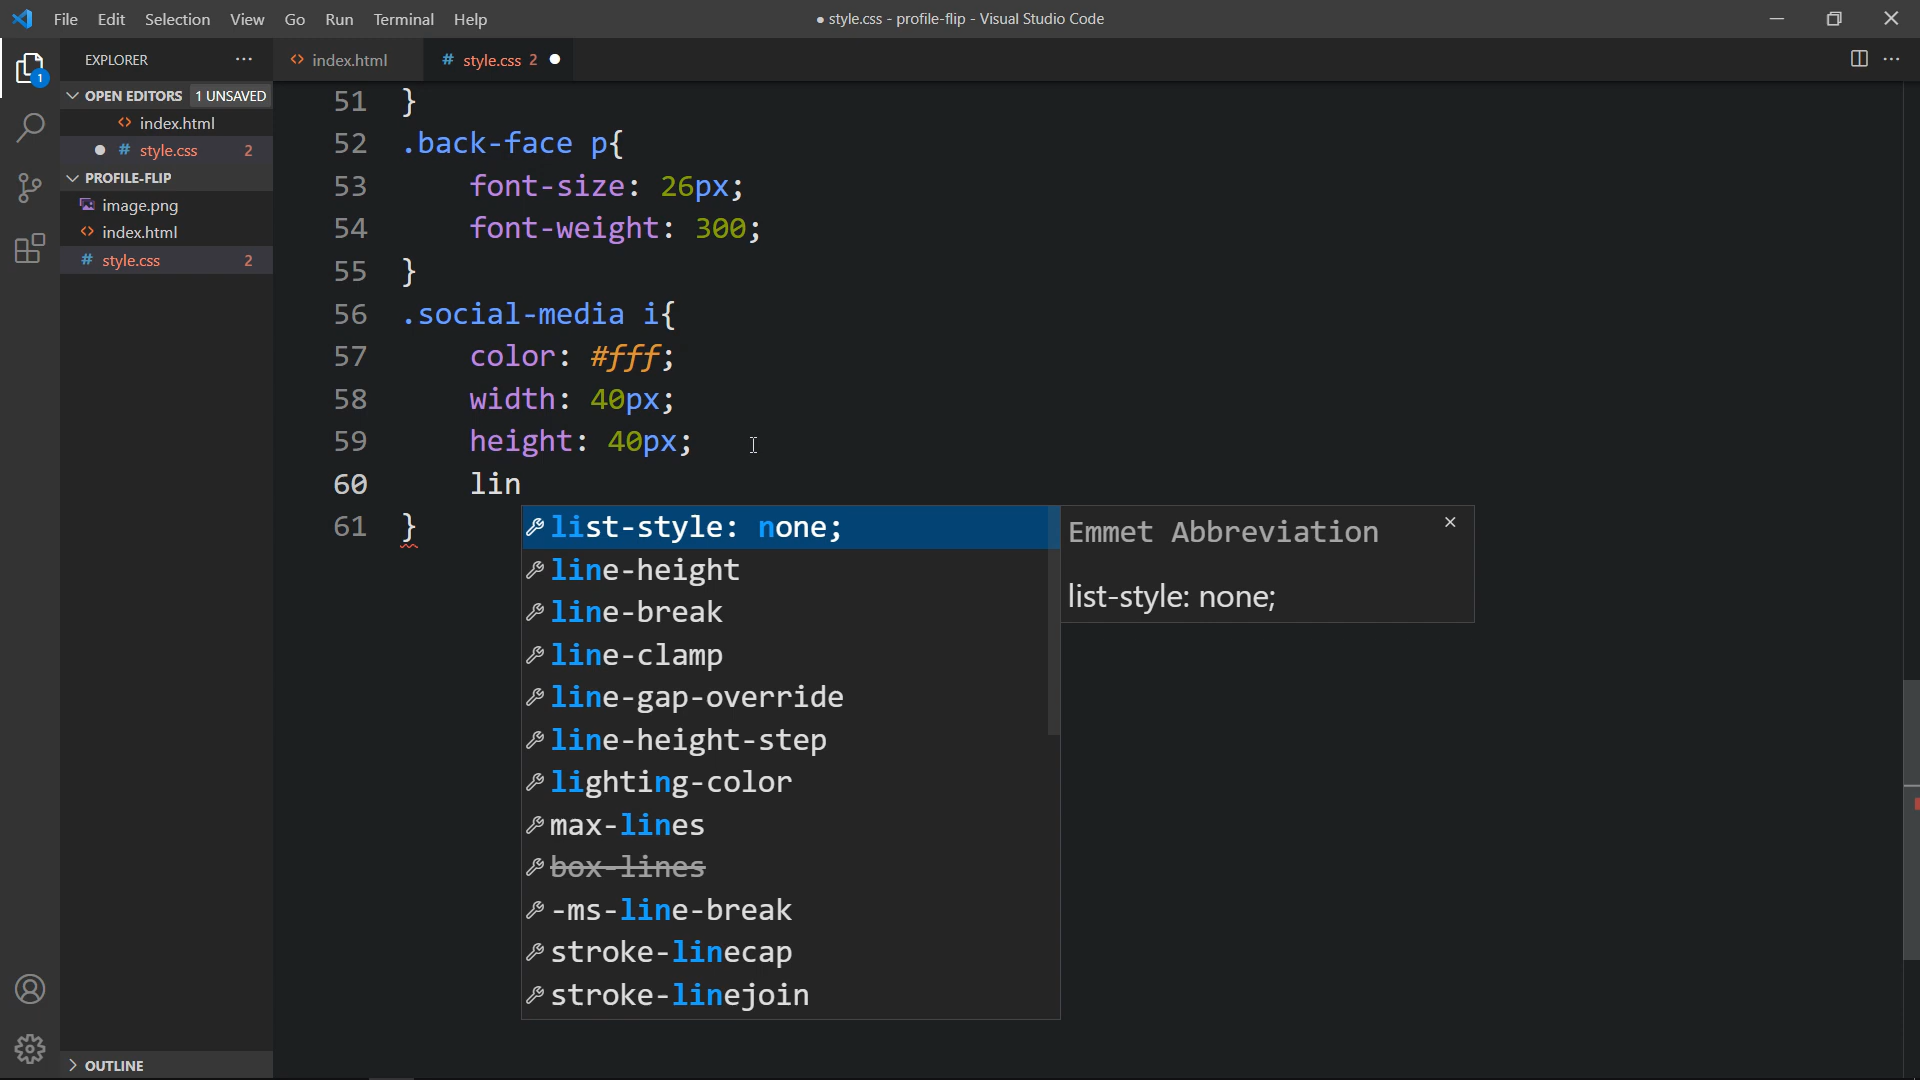 File Edit Selection View Go Run Terminal Help
● style.css - profile-flip - Visual Studio Code
EXPLORER
index.html
# style.css 2
OPEN EDITORS 1 UNSAVED
index.html
# style.css 2
PROFILE-FLIP
image.png
index.html
# style.css 2
OUTLINE
1
51 }
52 .back-face p{
53 font-size: 26px;
54 font-weight: 300;
55 }
56 .social-media i{
57 color: #fff;
58 width: 40px;
59 height: 40px;
60 lin
61 }
list-style: none;
line-height
line-break
line-clamp
line-gap-override
line-height-step
lighting-color
max-lines
box-lines
-ms-line-break
stroke-linecap
stroke-linejoin
Emmet Abbreviation
list-style: none;